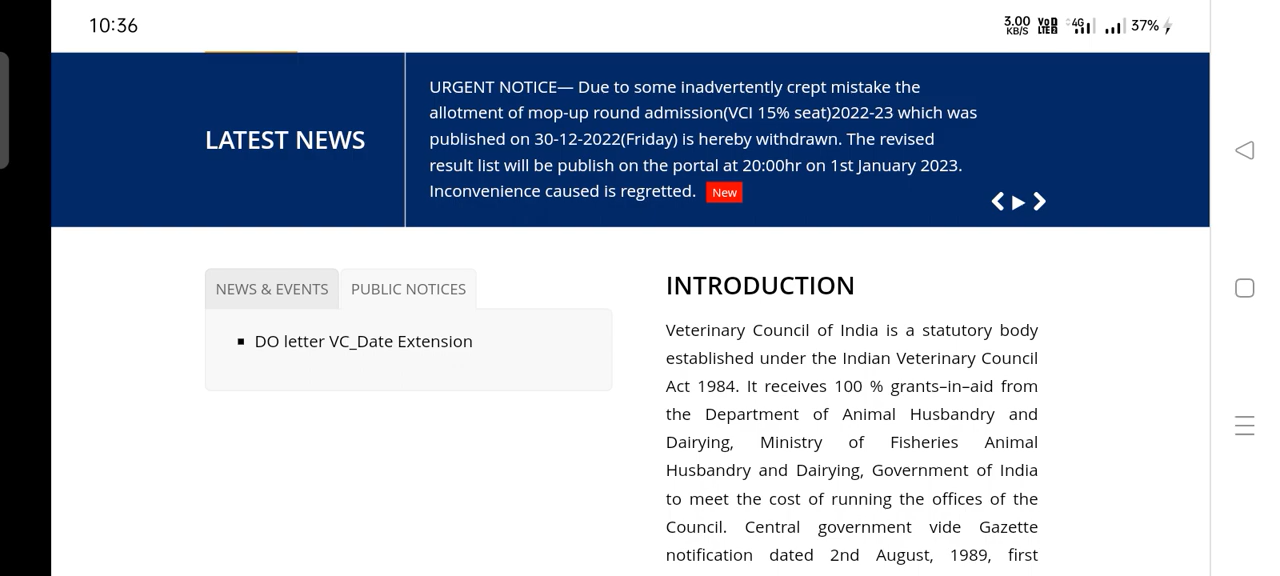 10:36
3.00
KB/S
VoD
LTE2
4G
37%
LATEST NEWS
URGENT NOTICE— Due to some inadvertently crept mistake the
allotment of mop-up round admission(VCI 15% seat)2022-23 which was
published on 30-12-2022(Friday) is hereby withdrawn. The revised
result list will be publish on the portal at 20:00hr on 1st January 2023.
Inconvenience caused is regretted. New
NEWS & EVENTS PUBLIC NOTICES
▪ DO letter VC_Date Extension
INTRODUCTION
Veterinary Council of India is a statutory body
established under the Indian Veterinary Council
Act 1984. It receives 100 % grants–in–aid from
the Department of Animal Husbandry and
Dairying, Ministry of Fisheries Animal
Husbandry and Dairying, Government of India
to meet the cost of running the offices of the
Council. Central government vide Gazette
notification dated 2nd August, 1989, first